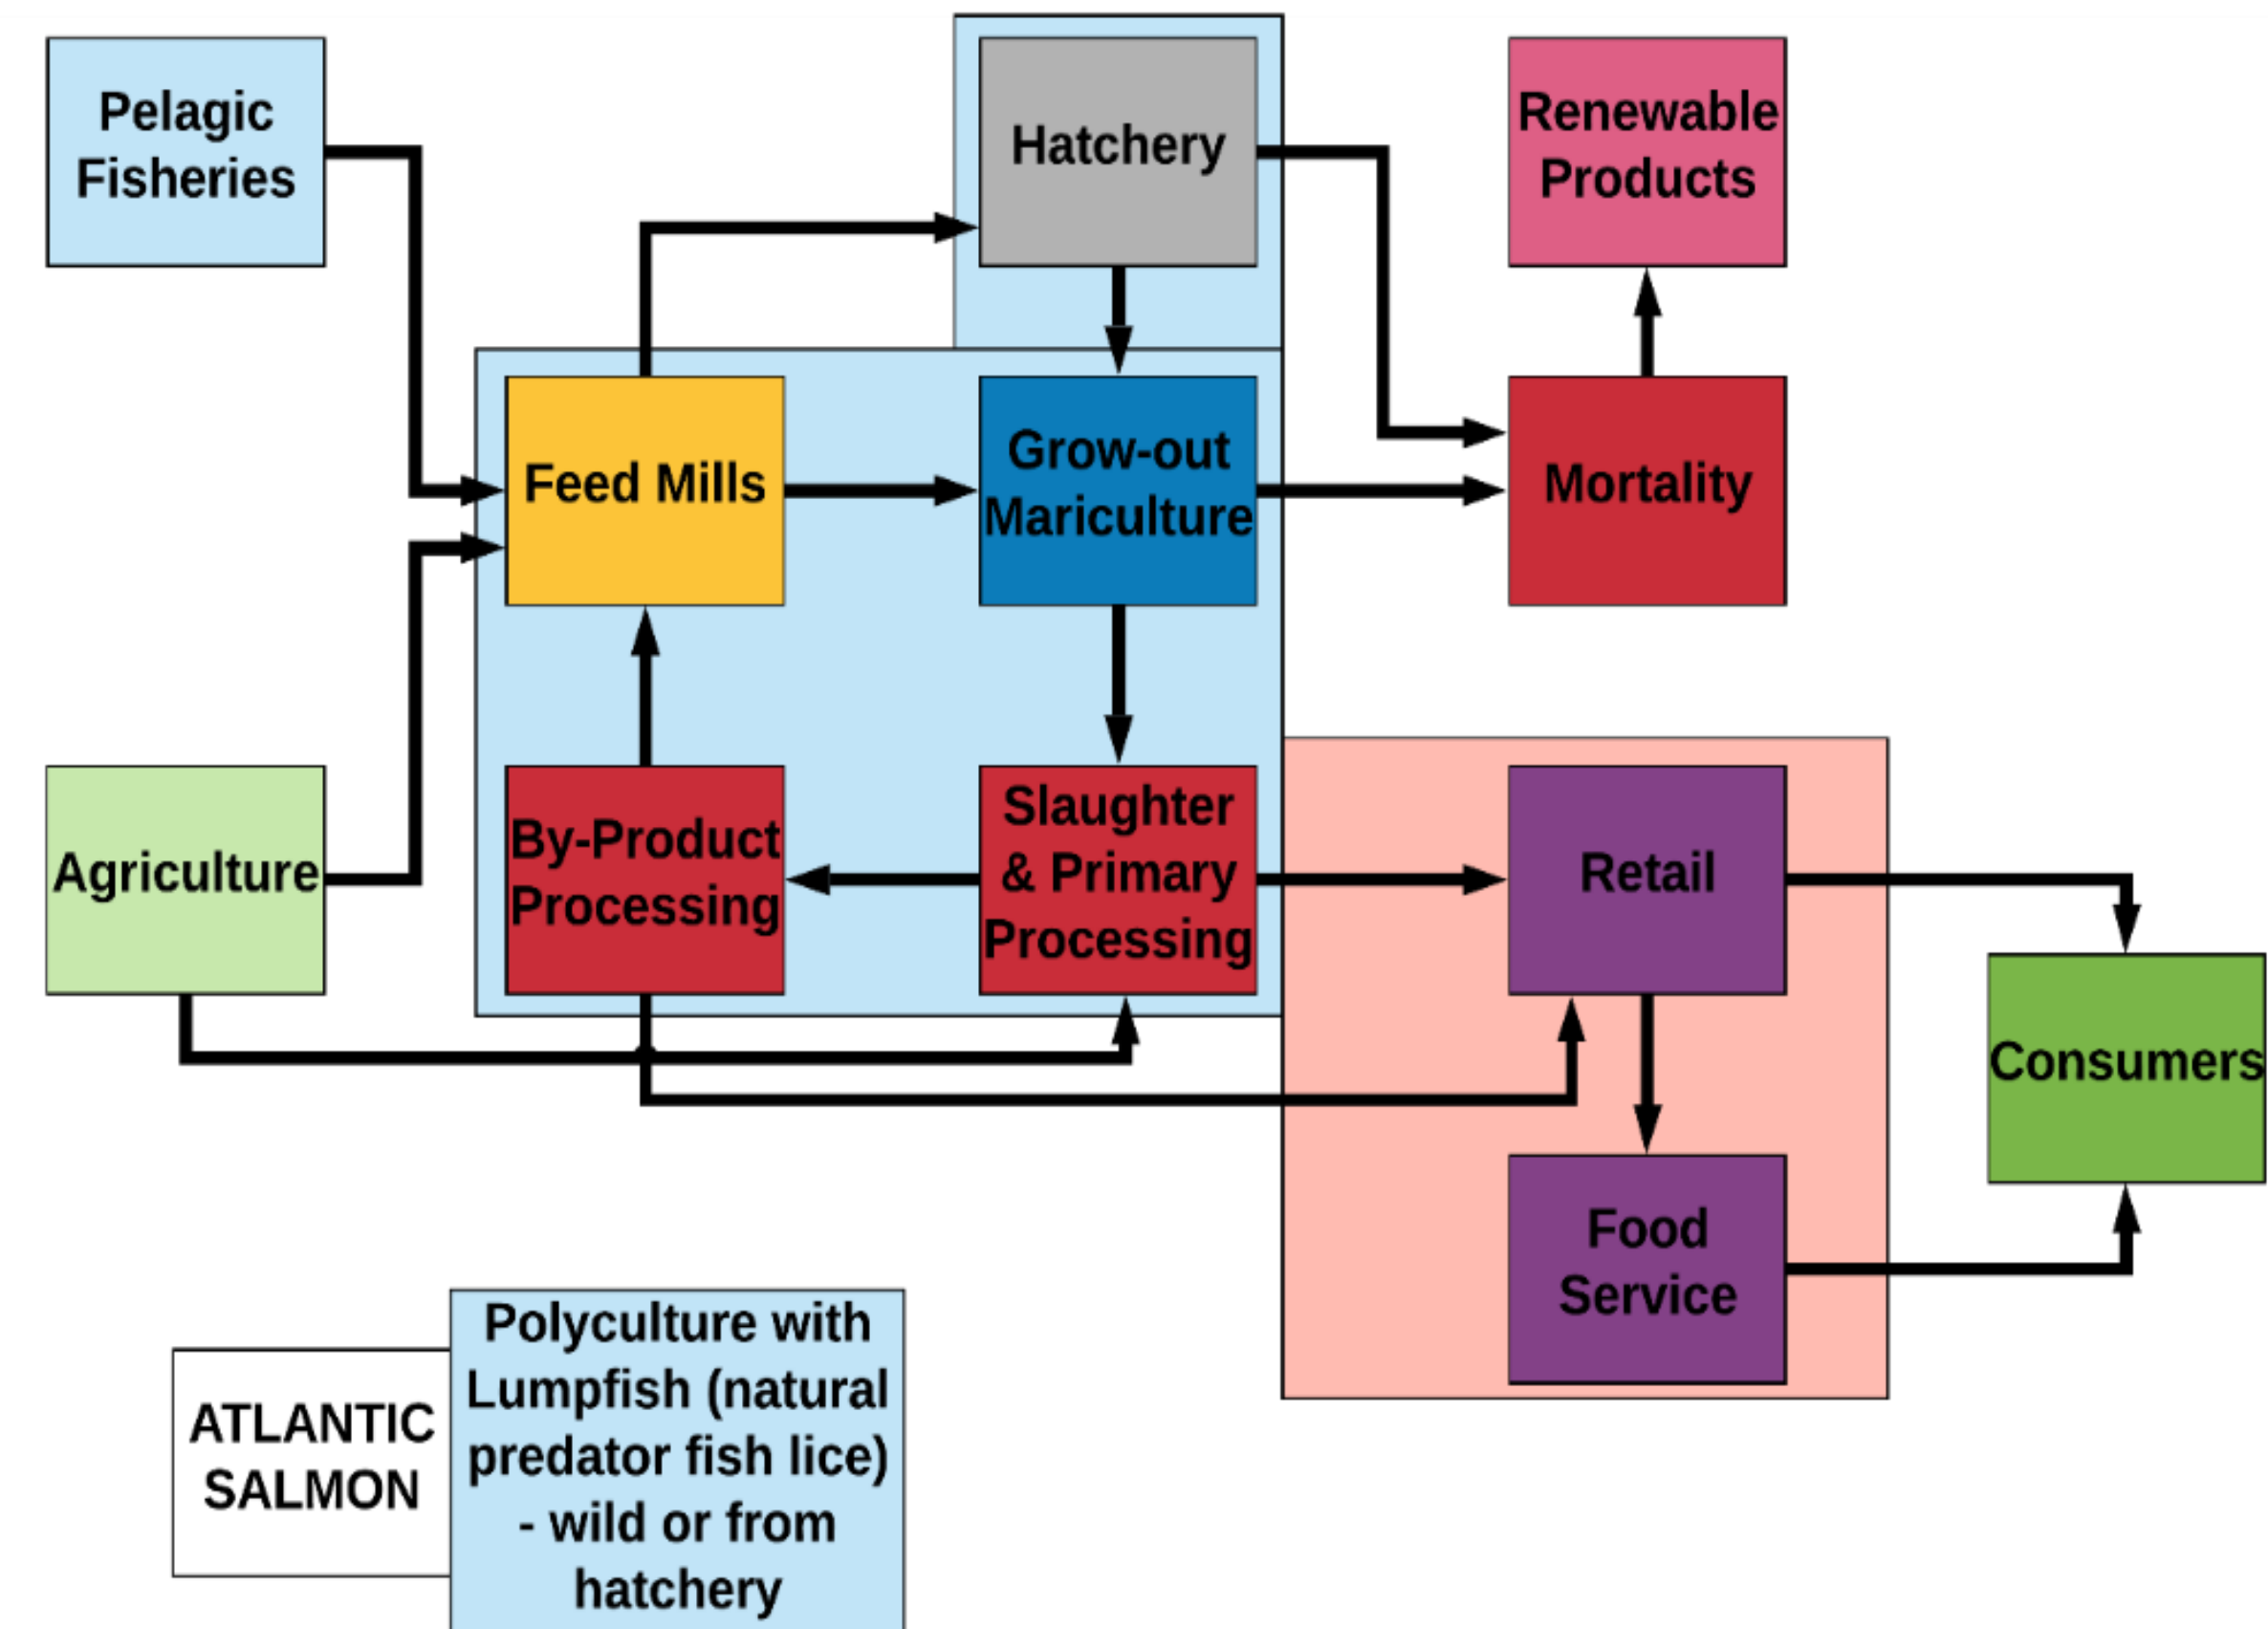 Pelagic
Fisheries
Hatchery
Renewable
Products
Feed Mills
Grow-out
Mariculture
Mortality
Agriculture
By-Product
Processing
Slaughter
& Primary
Processing
Retail
Consumers
Food
Service
ATLANTIC
SALMON
Polyculture with
Lumpfish (natural
predator fish lice)
- wild or from
hatchery